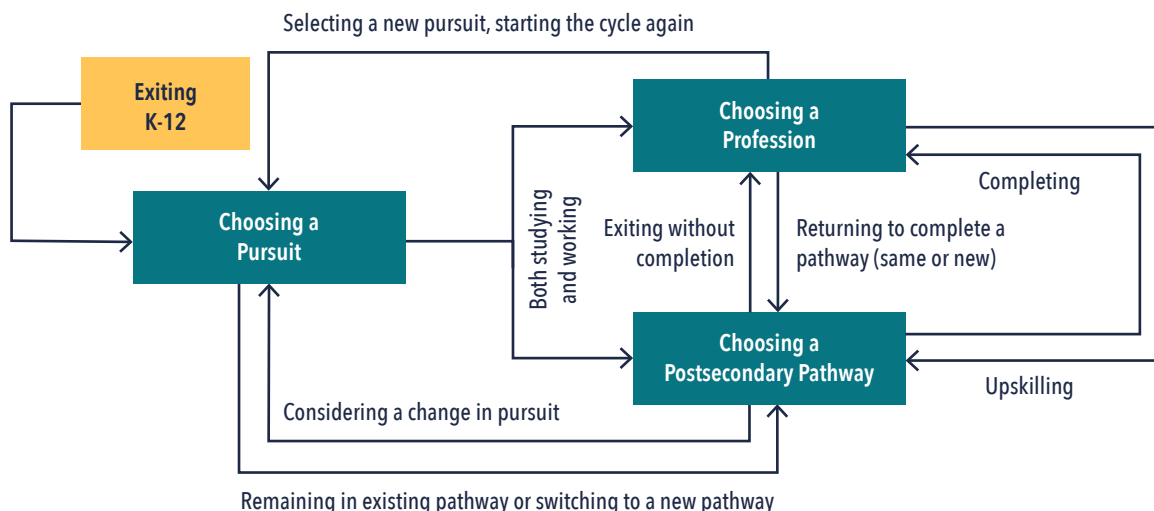 Selecting a new pursuit, starting the cycle again
Exiting
K-12
Choosing a
Profession
Completing
Choosing a
Pursuit
Both studying
and working
Exiting without
completion
Returning to complete a
pathway (same or new)
Choosing a
Postsecondary Pathway
Upskilling
Considering a change in pursuit
Remaining in existing pathway or switching to a new pathway